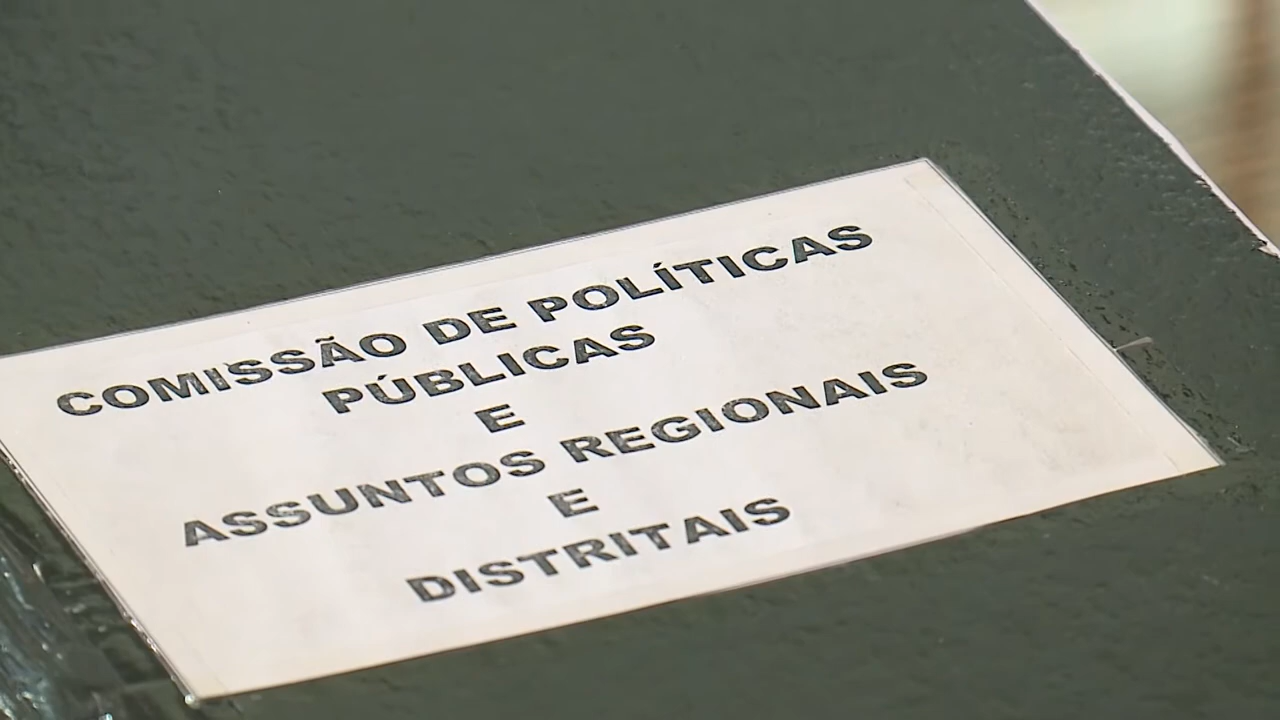 COMISSÃO DE POLÍTICAS
PÚBLICAS
E
ASSUNTOS REGIONAIS
E
DISTRITAIS